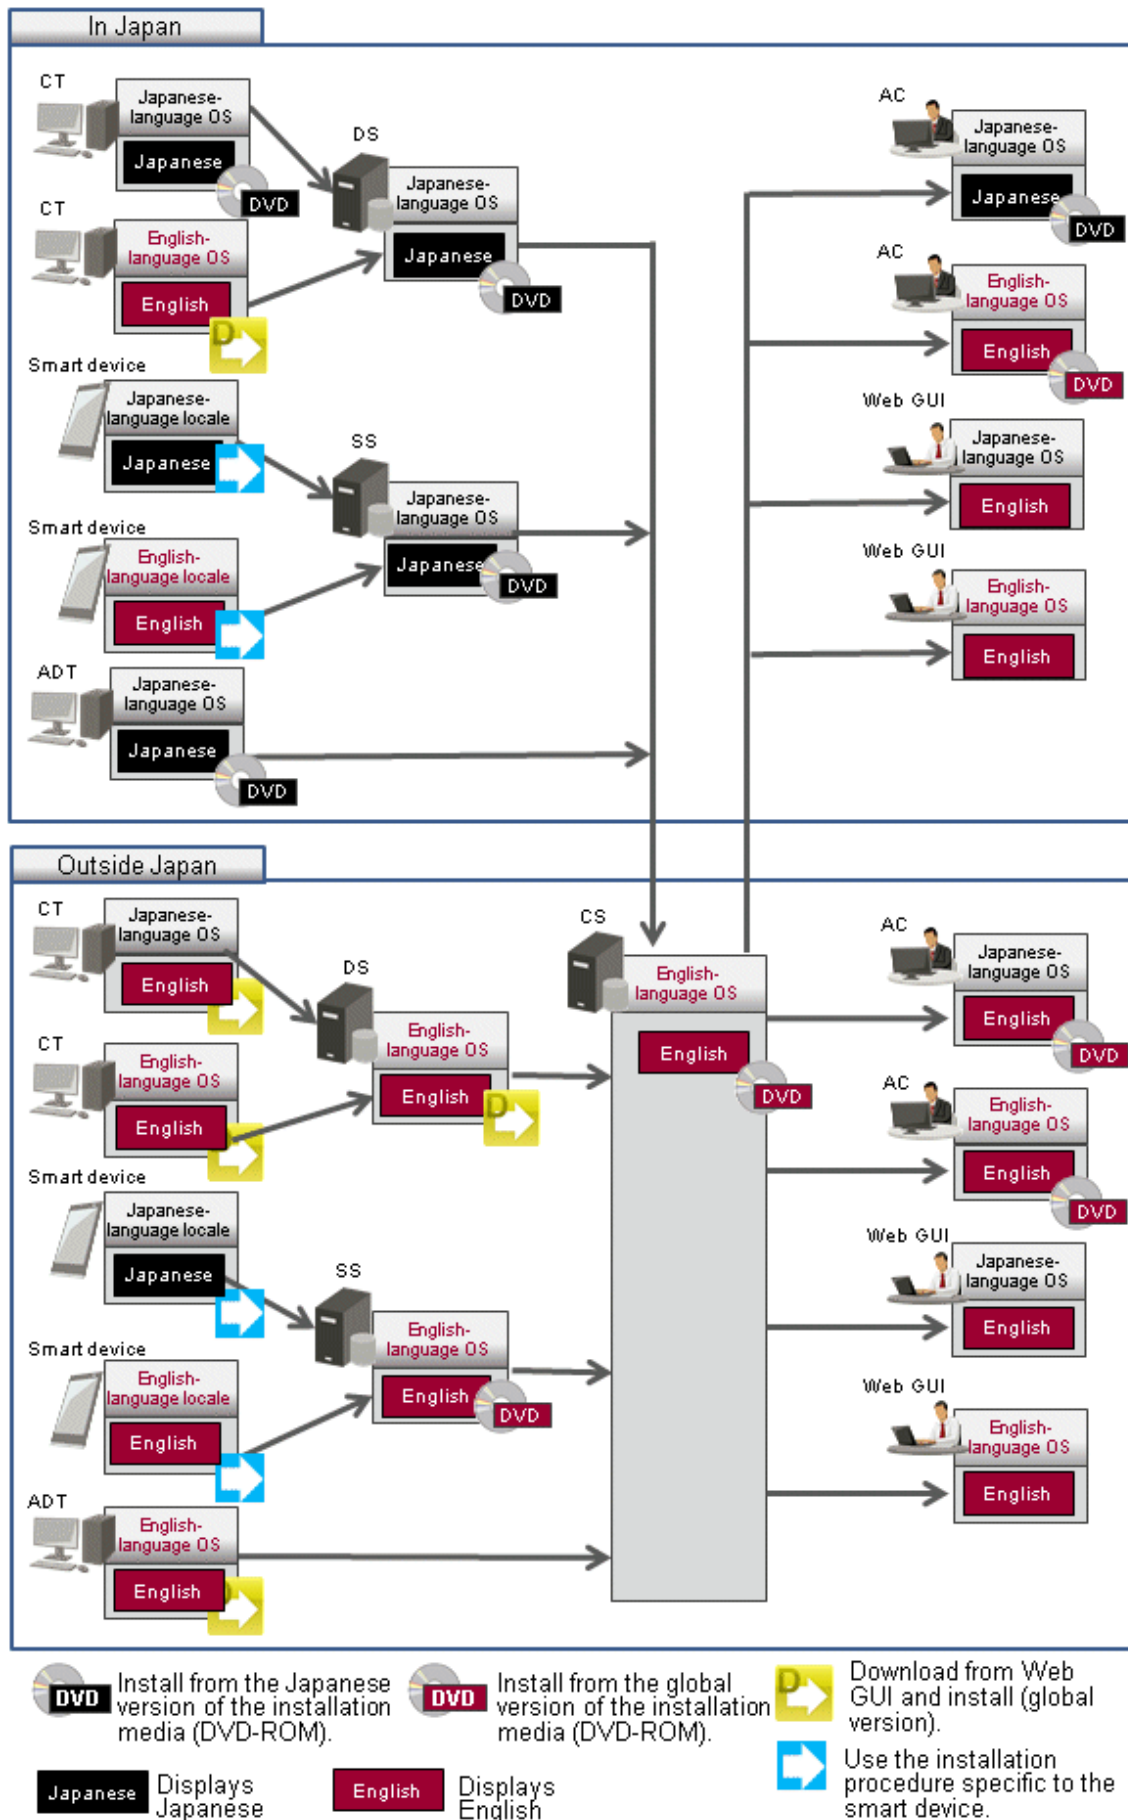 In Japan
CT
Japanese-
language OS
Japanese
DVD
CT
English-
language OS
English
D
DS
Japanese-
language OS
Japanese
DVD
Smart device
Japanese-
language locale
Japanese
Smart device
English-
language locale
English
SS
Japanese-
language OS
Japanese
DVD
ADT
Japanese-
language OS
Japanese
DVD
AC
Japanese-
language OS
Japanese
DVD
AC
English-
language OS
English
DVD
Web GUI
Japanese-
language OS
English
Web GUI
English-
language OS
English
Outside Japan
CT
Japanese-
language OS
English
CT
English-
language OS
English
DS
English-
language OS
English
D
Smart device
Japanese-
language locale
Japanese
Smart device
English-
language locale
English
SS
English-
language OS
English
DVD
ADT
English-
language OS
English
CS
English-
language OS
English
DVD
AC
Japanese-
language OS
English
DVD
AC
English-
language OS
English
DVD
Web GUI
Japanese-
language OS
English
Web GUI
English-
language OS
English
DVD
Install from the Japanese
version of the installation
media (DVD-ROM).
DVD
Install from the global
version of the installation
media (DVD-ROM).
D
Download from Web
GUI and install (global
version).
Use the installation
procedure specific to the
smart device.
Japanese
Displays
Japanese
English
Displays
English